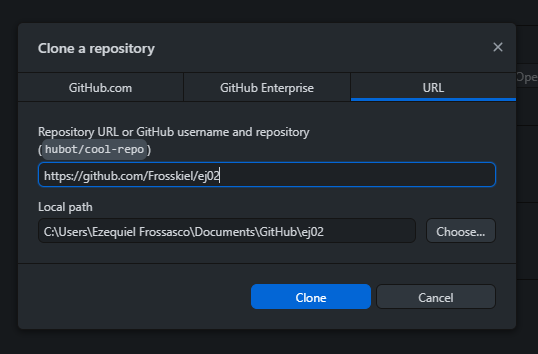 Clone a repository
GitHub.com
GitHub Enterprise
URL
Repository URL or GitHub username and repository
(hubot/cool-repo)
https://github.com/Frosskiel/ej02
Local path
C:\Users\Ezequiel Frossasco\Documents\GitHub\ej02
Choose...
Clone
Cancel
Ope